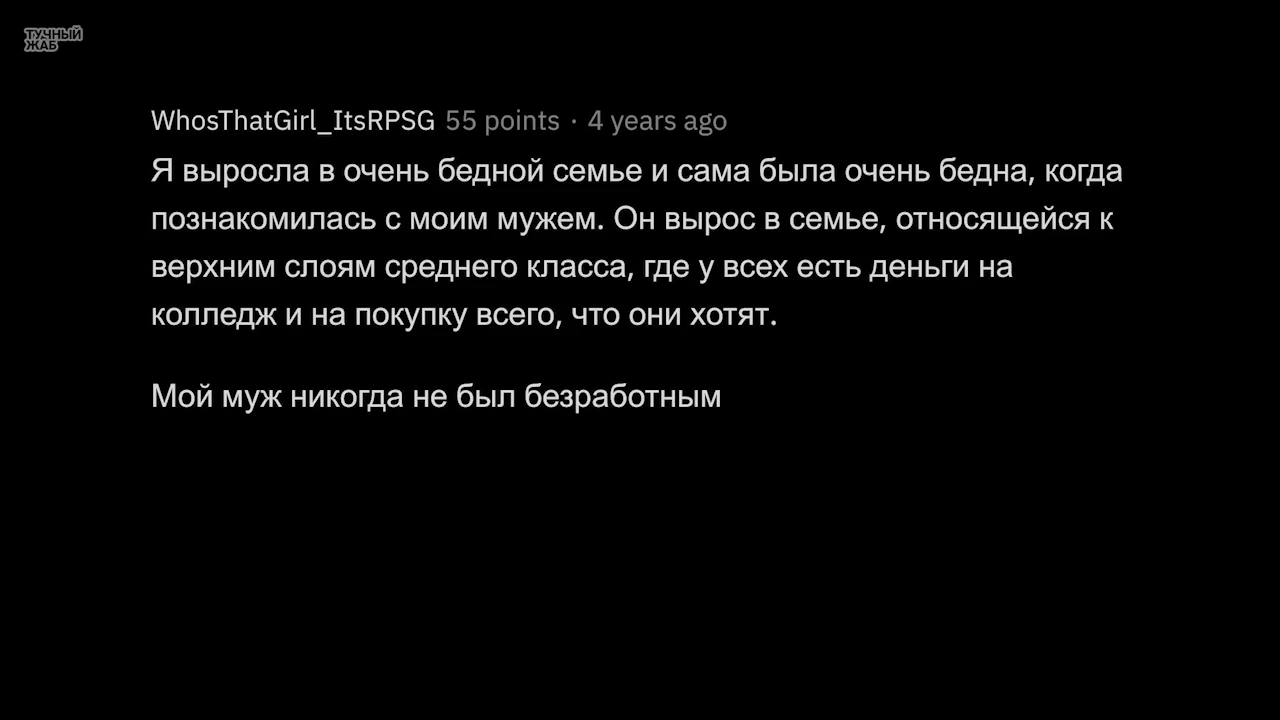 ТУЧНЫЙ
ЖАБ
WhosThatGirl_ItsRPSG 55 points · 4 years ago
Я выросла в очень бедной семье и сама была очень бедна, когда
познакомилась с моим мужем. Он вырос в семье, относящейся к
верхним слоям среднего класса, где у всех есть деньги на
колледж и на покупку всего, что они хотят.
Мой муж никогда не был безработным